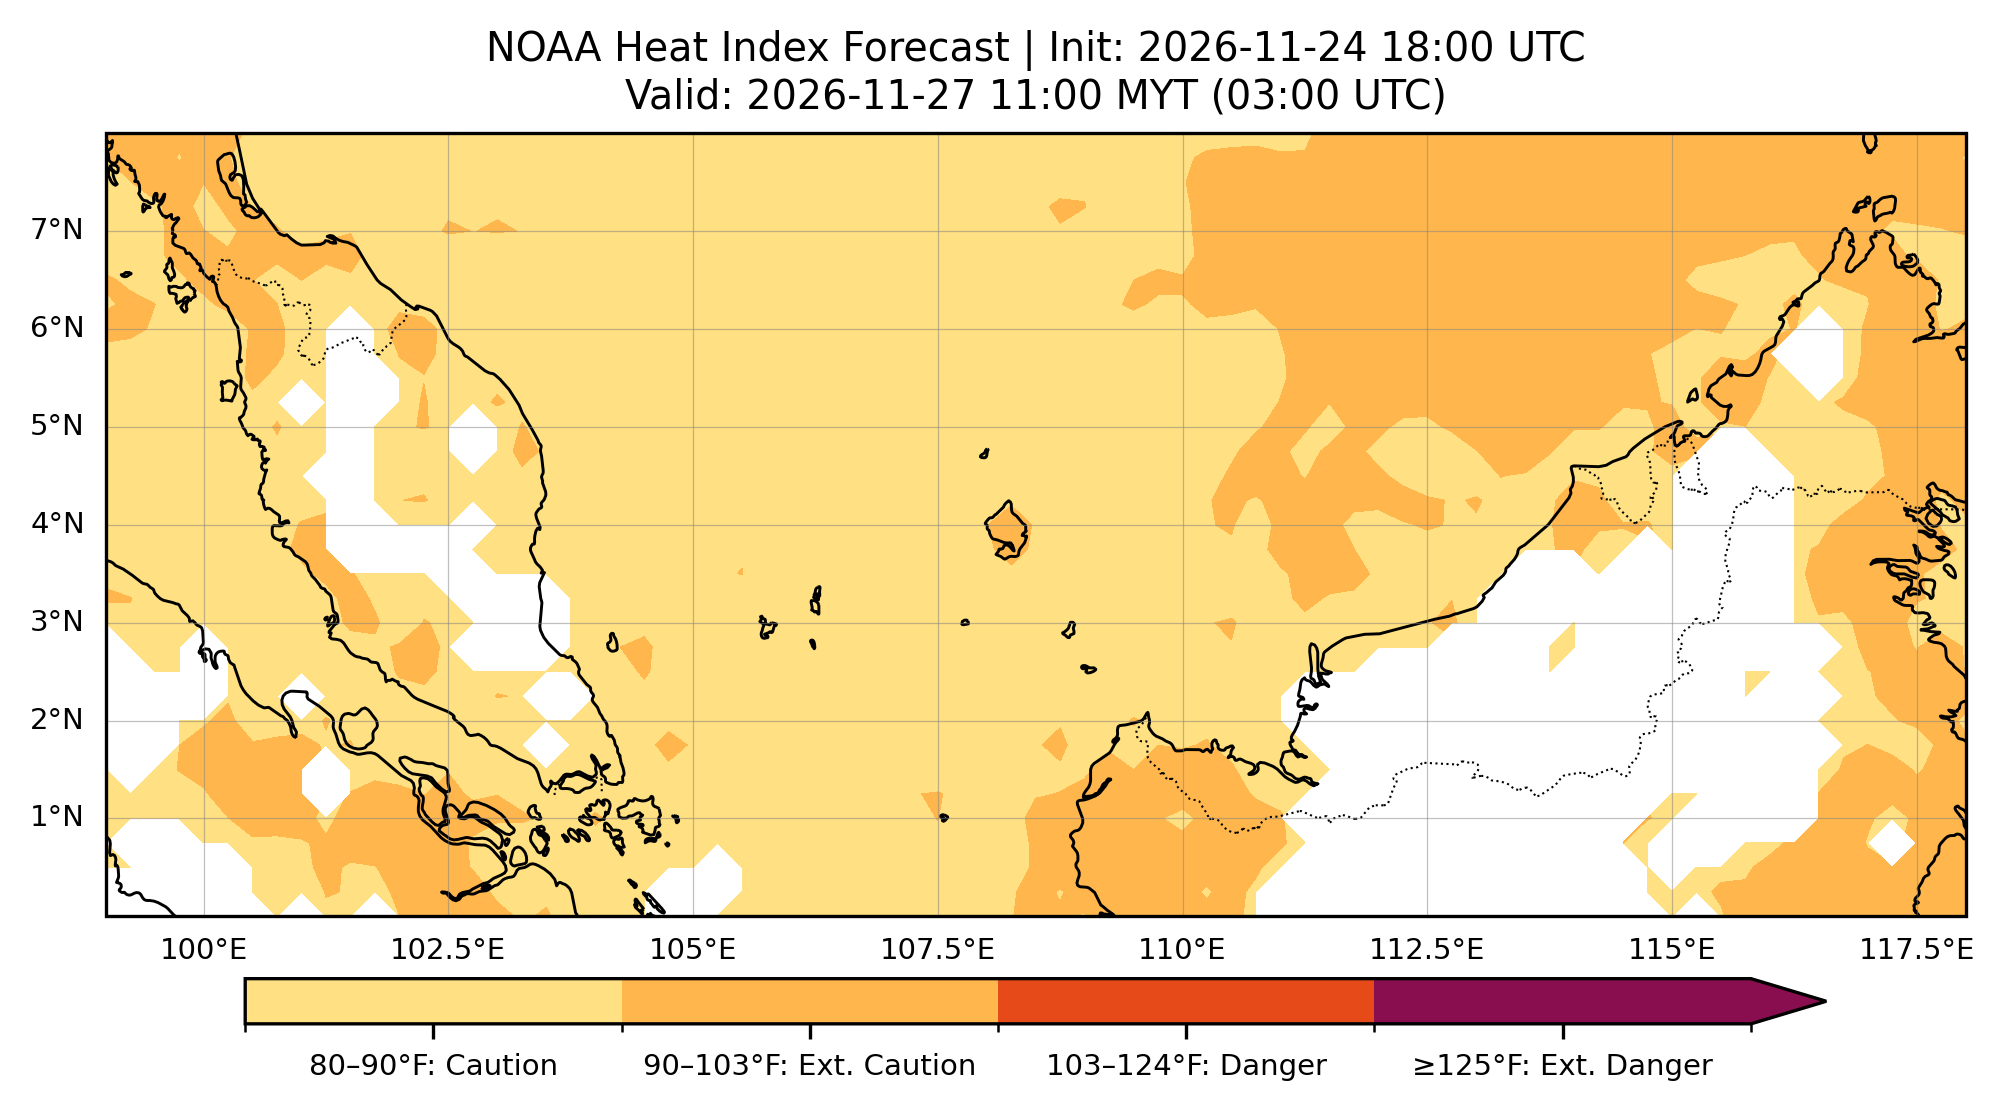 NOAA Heat Index Forecast | Init: 2026-11-24 18:00 UTC
Valid: 2026-11-27 11:00 MYT (03:00 UTC)
7°N
6°N
5°N
4°N
3°N
2°N
1°N
100°E 102.5°E 105°E 107.5°E 110°E 112.5°E 115°E 117.5°E
80–90°F: Caution 90–103°F: Ext. Caution 103–124°F: Danger ≥125°F: Ext. Danger